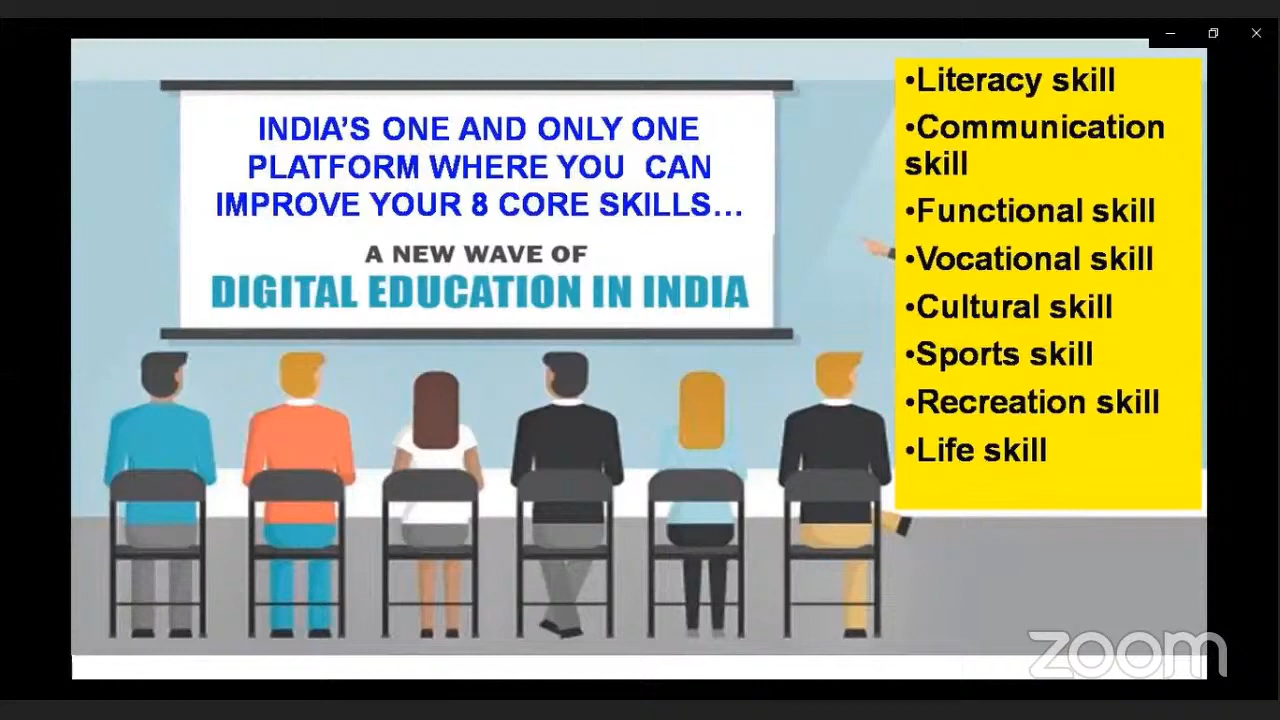 INDIA’S ONE AND ONLY ONE
PLATFORM WHERE YOU CAN
IMPROVE YOUR 8 CORE SKILLS...
A NEW WAVE OF
DIGITAL EDUCATION IN INDIA
•Literacy skill
•Communication
skill
•Functional skill
•Vocational skill
•Cultural skill
•Sports skill
•Recreation skill
•Life skill
zoom